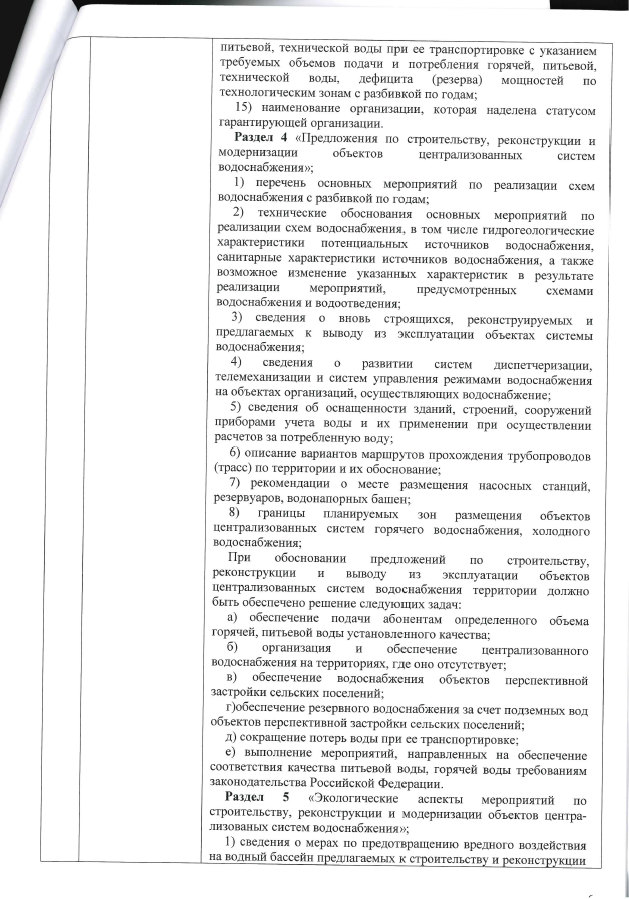 питьевой, технической воды при ее транспортировке с указанием
требуемых объемов подачи и потребления горячей, питьевой,
технической воды, дефицита (резерва) мощностей по
технологическим зонам с разбивкой по годам;
15) наименование организации, которая наделена статусом
гарантирующей организации.
Раздел 4 «Предложения по строительству, реконструкции и
модернизации объектов централизованных систем
водоснабжения»;
1) перечень основных мероприятий по реализации схем
водоснабжения с разбивкой по годам;
2) технические обоснования основных мероприятий по
реализации схем водоснабжения, в том числе гидрогеологические
характеристики потенциальных источников водоснабжения,
санитарные характеристики источников водоснабжения, а также
возможное изменение указанных характеристик в результате
реализации мероприятий, предусмотренных схемами
водоснабжения и водоотведения;
3) сведения о вновь строящихся, реконструируемых и
предлагаемых к выводу из эксплуатации объектах системы
водоснабжения;
4) сведения о развитии систем диспетчеризации,
телемеханизации и систем управления режимами водоснабжения
на объектах организаций, осуществляющих водоснабжение;
5) сведения об оснащенности зданий, строений, сооружений
приборами учета воды и их применении при осуществлении
расчетов за потребленную воду;
6) описание вариантов маршрутов прохождения трубопроводов
(трасс) по территории и их обоснование;
7) рекомендации о месте размещения насосных станций,
резервуаров, водонапорных башен;
8) границы планируемых зон размещения объектов
централизованных систем горячего водоснабжения, холодного
водоснабжения;
При обосновании предложений по строительству,
реконструкции и выводу из эксплуатации объектов
централизованных систем водоснабжения территории должно
быть обеспечено решение следующих задач:
а) обеспечение подачи абонентам определенного объема
горячей, питьевой воды установленного качества;
б) организация и обеспечение централизованного
водоснабжения на территориях, где оно отсутствует;
в) обеспечение водоснабжения объектов перспективной
застройки сельских поселений;
г)обеспечение резервного водоснабжения за счет подземных вод
объектов перспективной застройки сельских поселений;
д) сокращение потерь воды при ее транспортировке;
е) выполнение мероприятий, направленных на обеспечение
соответствия качества питьевой воды, горячей воды требованиям
законодательства Российской Федерации.
Раздел 5 «Экологические аспекты мероприятий по
строительству, реконструкции и модернизации объектов центра-
лизованых систем водоснабжения»;
1) сведения о мерах по предотвращению вредного воздействия
на водный бассейн предлагаемых к строительству и реконструкции